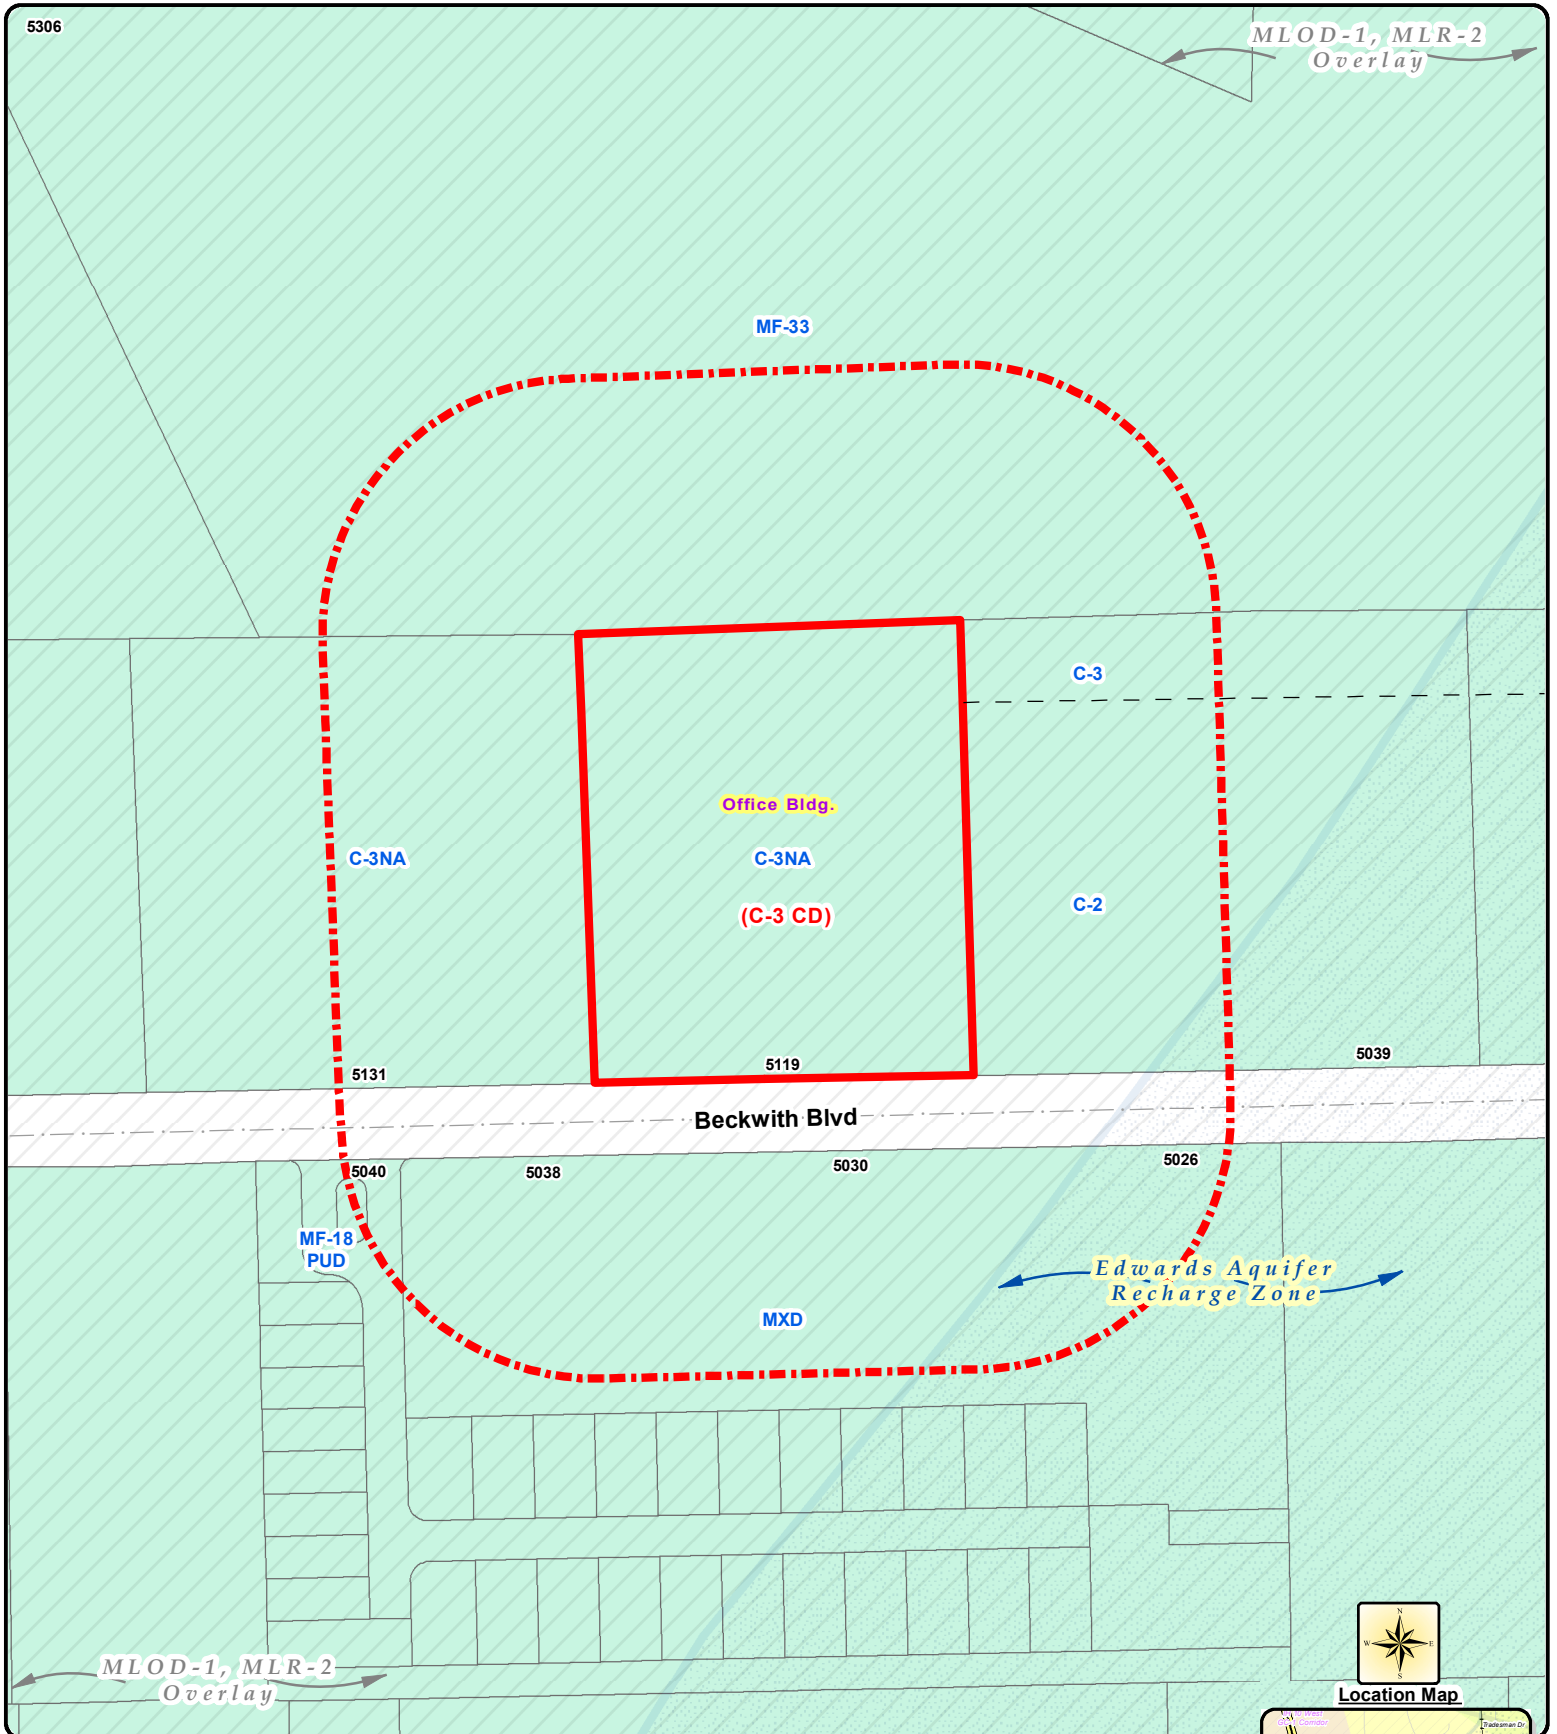 5306
MLOD-1, MLR-2
Overlay
MF-33
C-3
Office Bldg.
C-3NA
C-3NA
(C-3 CD)
C-2
5131
5119
5039
Beckwith Blvd
5040
5038
5030
5026
MF-18
PUD
Edwards Aquifer
Recharge Zone
MXD
N
W
E
S
MLOD-1, MLR-2
Overlay
Location Map
Tradesman Dr